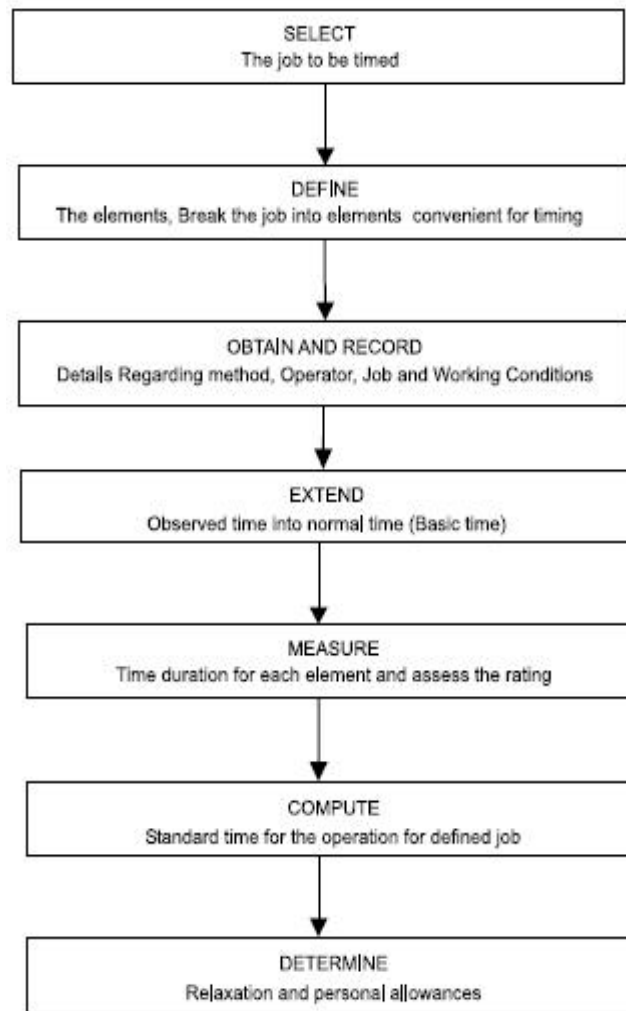 SELECT
The job to be timed
DEFINE
The elements, Break the job into elements convenient for timing
OBTAIN AND RECORD
Details Regarding method, Operator, Job and Working Conditions
EXTEND
Observed time into normal time (Basic time)
MEASURE
Time duration for each element and assess the rating
COMPUTE
Standard time for the operation for defined job
DETERMINE
Relaxation and personal allowances